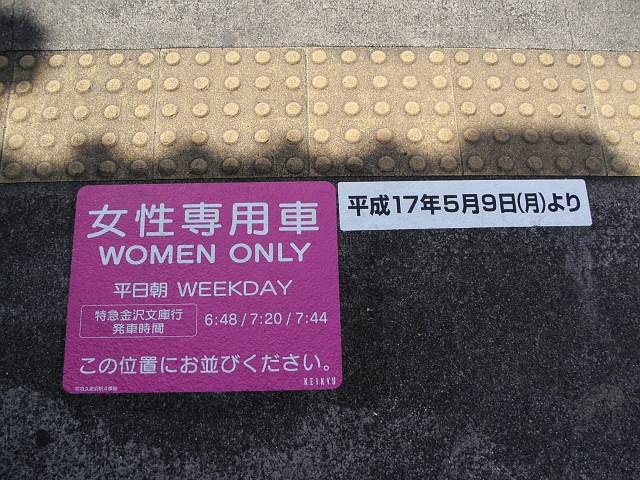 女性専用車
WOMEN ONLY
平日朝 WEEKDAY
特急金沢文庫行
発車時間
6:48 / 7:20 / 7:44
この位置にお並びください。
KEIKYU
平成17年5月9日(月)より